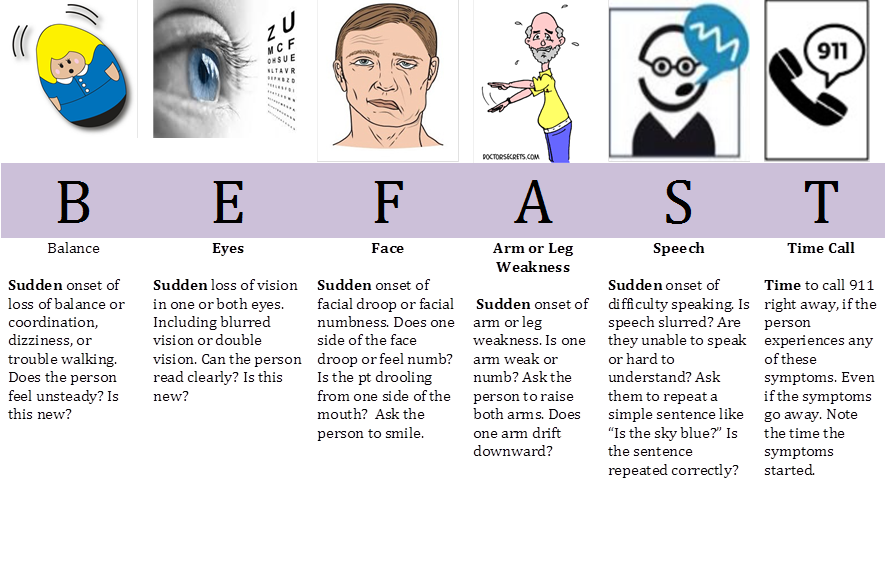 Z U
M C F
O H S U E
N L T A V R
DOCTORSECRETS.COM
911
B E F A S T
Balance
Sudden onset of
loss of balance or
coordination,
dizziness, or
trouble walking.
Does the person
feel unsteady? Is
this new?
Eyes
Sudden loss of vision
in one or both eyes.
Including blurred
vision or double
vision. Can the person
read clearly? Is this
new?
Face
Sudden onset of
facial droop or facial
numbness. Does one
side of the face
droop or feel numb?
Is the pt drooling
from one side of the
mouth?  Ask the
person to smile.
Arm or Leg
Weakness
Sudden onset of
arm or leg
weakness. Is one
arm weak or
numb? Ask the
person to raise
both arms. Does
one arm drift
downward?
Speech
Sudden onset of
difficulty speaking. Is
speech slurred? Are
they unable to speak
or hard to
understand? Ask
them to repeat a
simple sentence like
“Is the sky blue?” Is
the sentence
repeated correctly?
Time Call
Time to call 911
right away, if the
person
experiences any
of these
symptoms. Even
if the symptoms
go away. Note
the time the
symptoms
started.